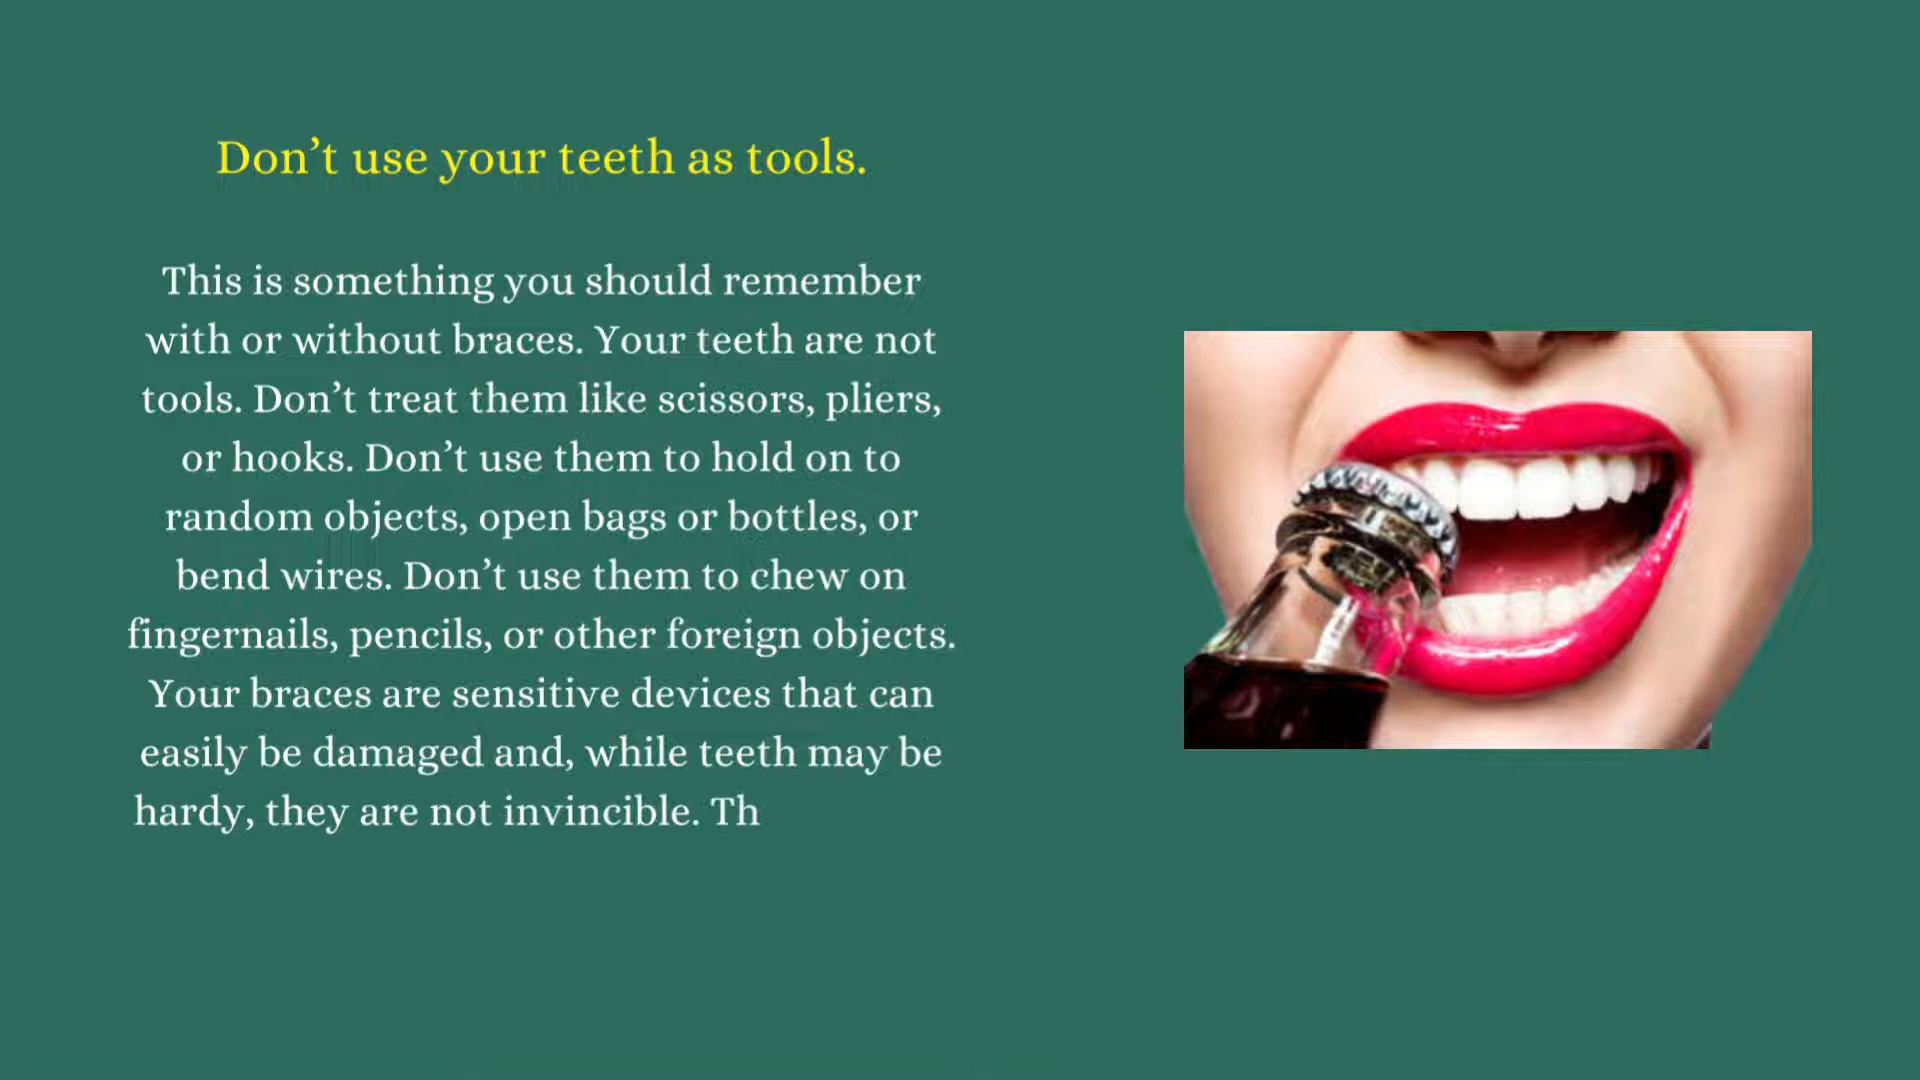 Don’t use your teeth as tools.
This is something you should remember
with or without braces. Your teeth are not
tools. Don’t treat them like scissors, pliers,
or hooks. Don’t use them to hold on to
random objects, open bags or bottles, or
bend wires. Don’t use them to chew on
fingernails, pencils, or other foreign objects.
Your braces are sensitive devices that can
easily be damaged and, while teeth may be
hardy, they are not invincible. Th